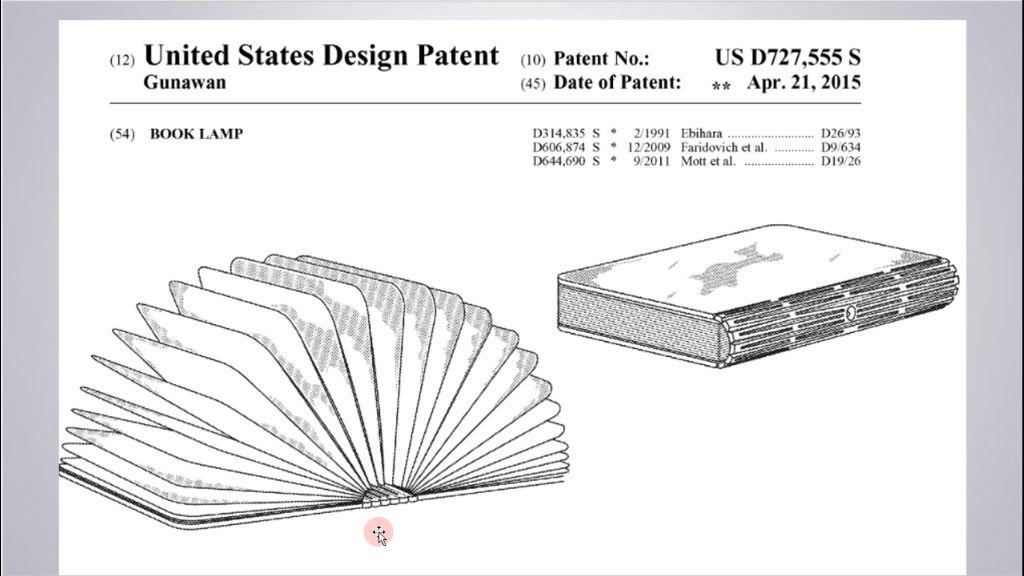 (12) United States Design Patent (10) Patent No.: US D727,555 S
Gunawan (45) Date of Patent: ** Apr. 21, 2015
(54) BOOK LAMP
D314,835 S * 2/1991 Ebihara ........................ D26/93
D606,874 S * 12/2009 Faridovich et al. ........... D9/634
D644,690 S * 9/2011 Mott et al. ..................... D19/26